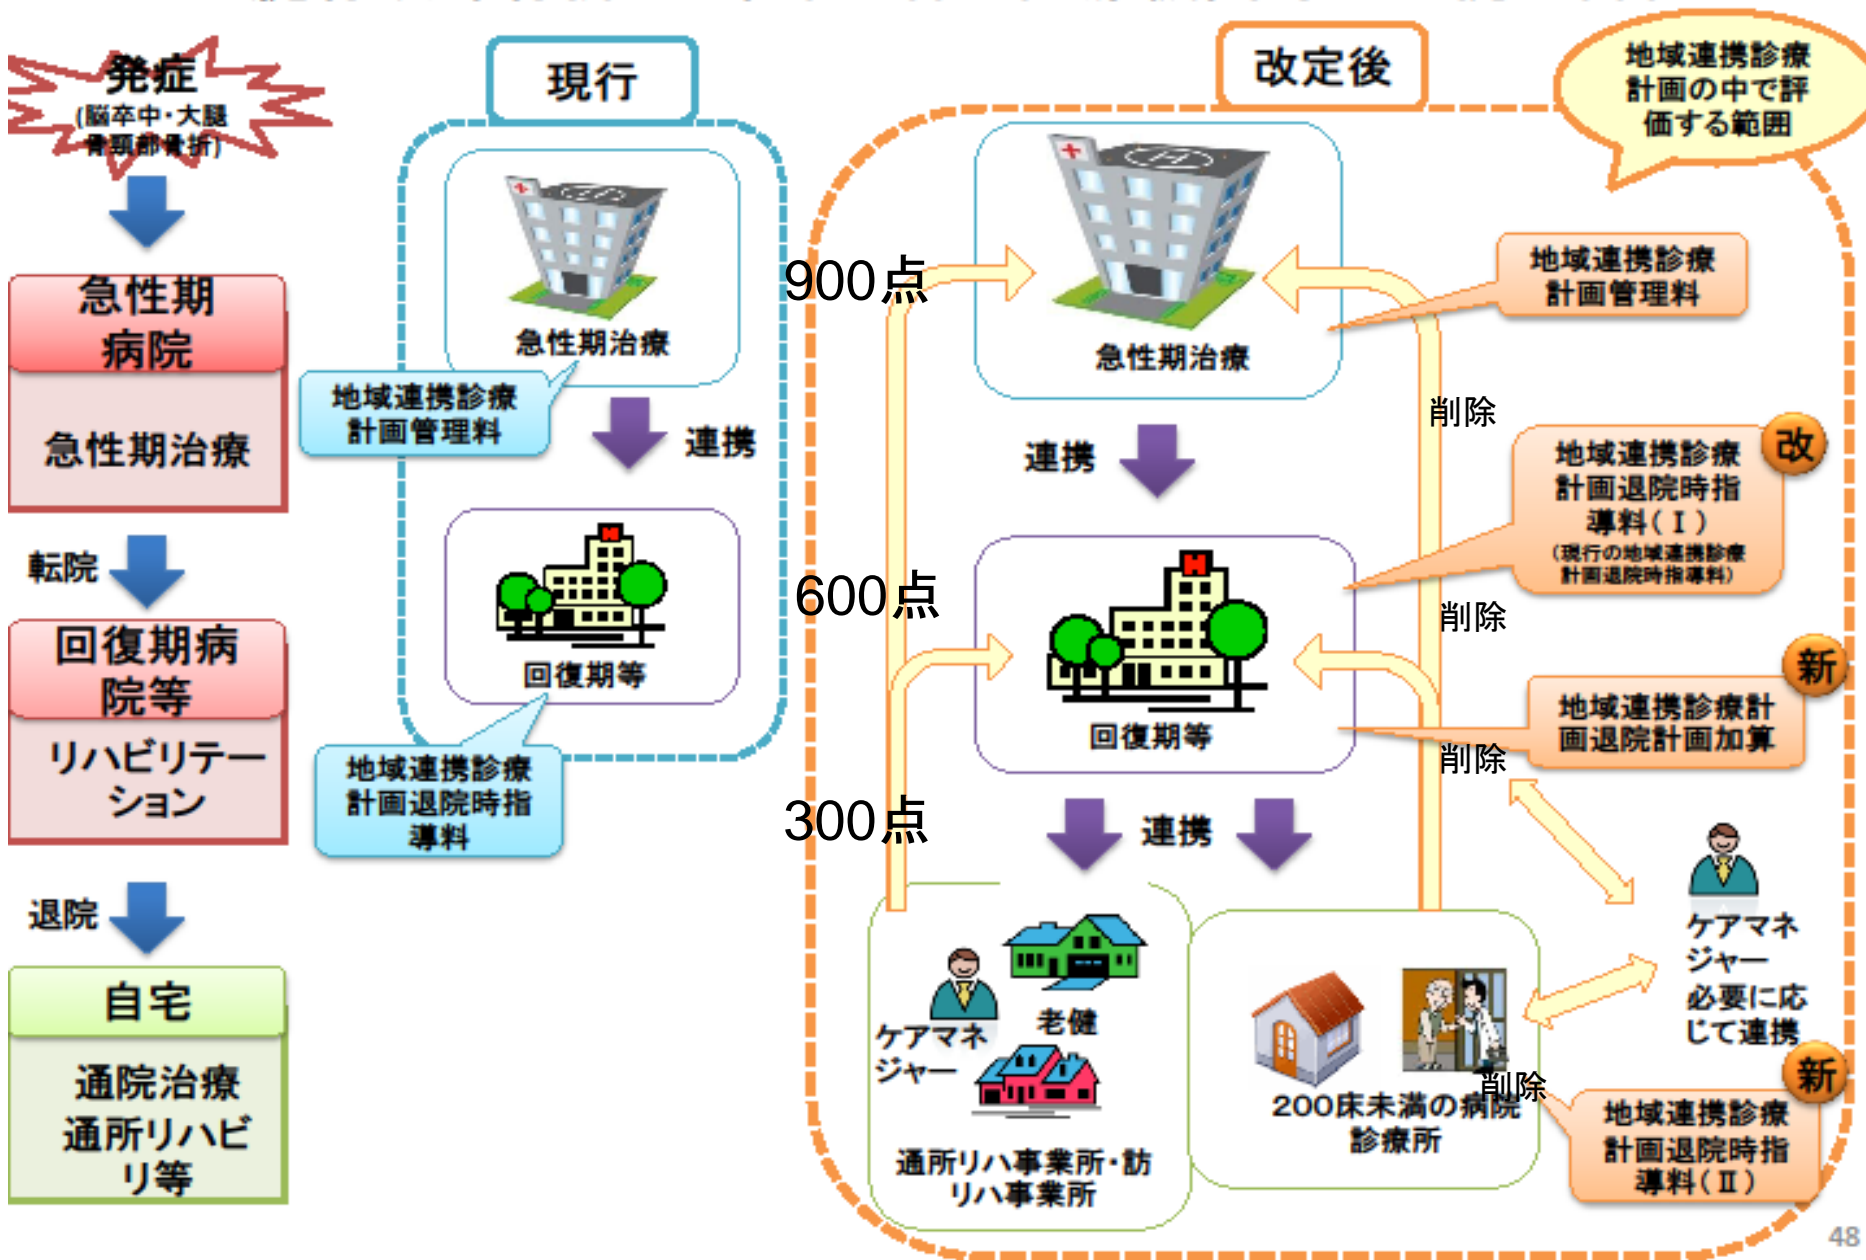 発症
(脳卒中・大腿
骨頸部骨折)
急性期
病院
急性期治療
転院
回復期病
院等
リハビリテー
ション
退院
自宅
通院治療
通所リハビ
リ等
現行
急性期治療
地域連携診療
計画管理料
連携
回復期等
地域連携診療
計画退院時指
導料
改定後
地域連携診療
計画の中で評
価する範囲
900点
急性期治療
地域連携診療
計画管理料
削除
連携
地域連携診療
計画退院時指
導料(Ⅰ)
(現行の地域連携診療
計画退院時指導料)
改
600点
削除
回復期等
新
地域連携診療計
画退院計画加算
削除
300点
連携
ケアマネ
ジャー
必要に応
じて連携
ケアマネ
ジャー
老健
通所リハ事業所・訪
リハ事業所
200床未満の病院
診療所
削除
新
地域連携診療
計画退院時指
導料(Ⅱ)
48